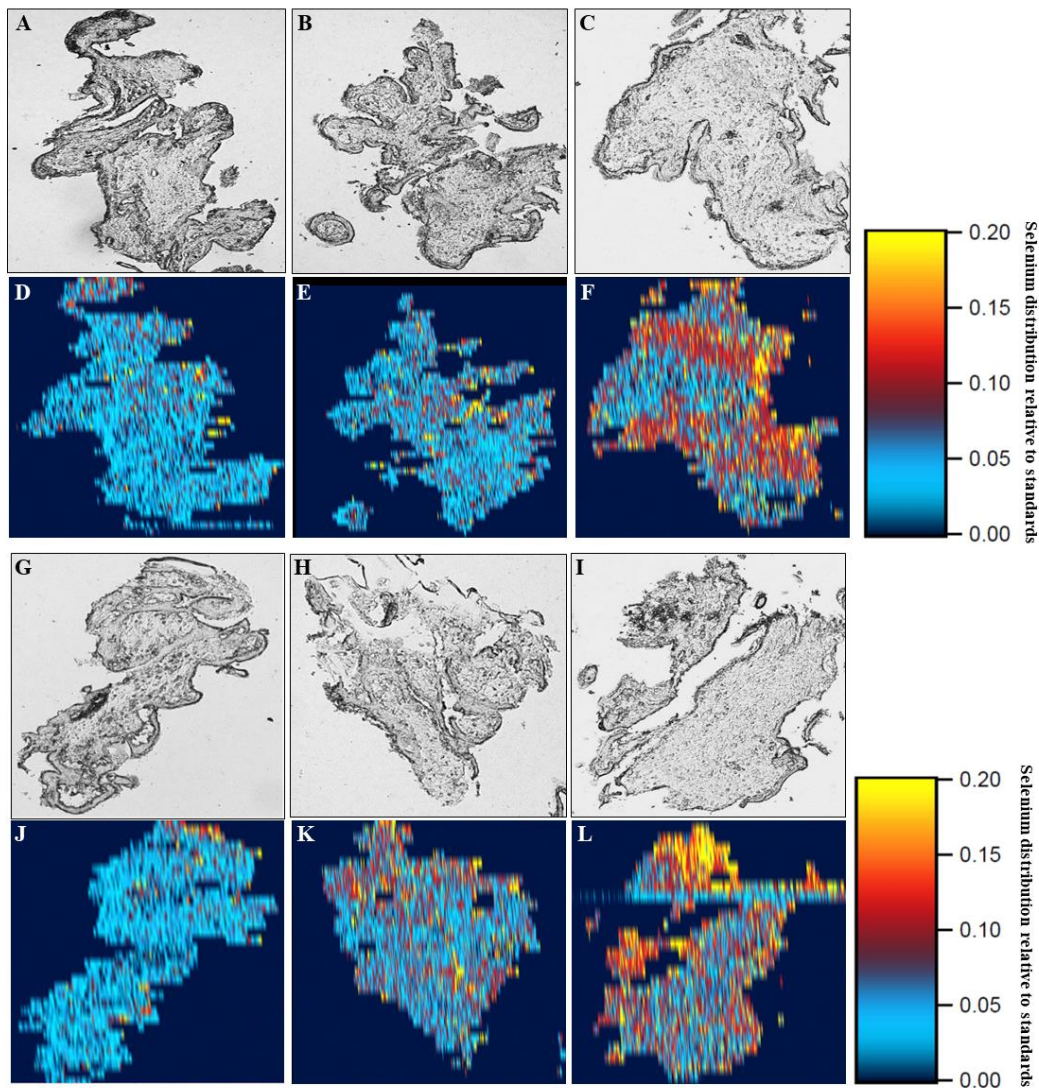 A
B
C
D
E
F
0.20
0.15
0.10
0.05
0.00
Selenium distribution relative to standards
G
H
I
J
K
L
0.20
0.15
0.10
0.05
0.00
Selenium distribution relative to standards